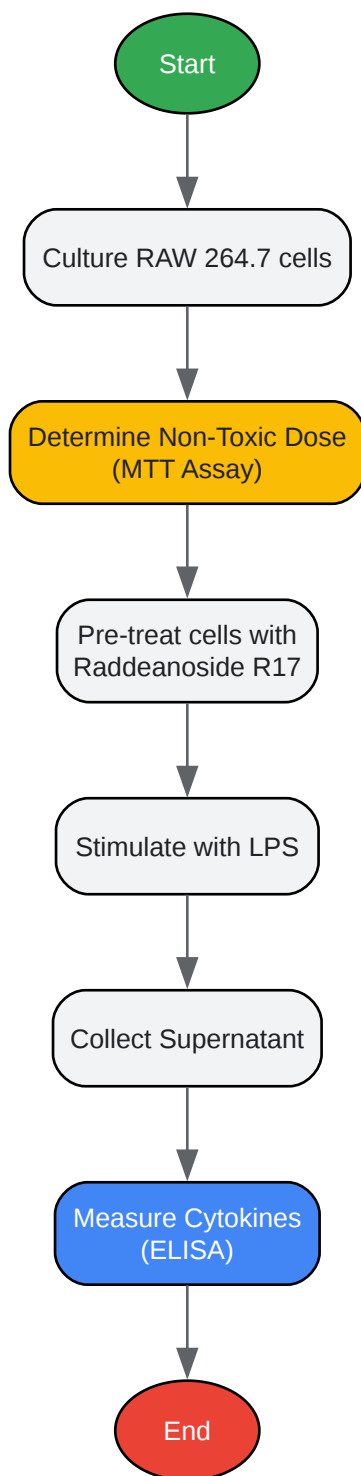 Start
Culture RAW 264.7 cells
Determine Non-Toxic Dose
(MTT Assay)
Pre-treat cells with
Raddeanoside R17
Stimulate with LPS
Collect Supernatant
Measure Cytokines
(ELISA)
End